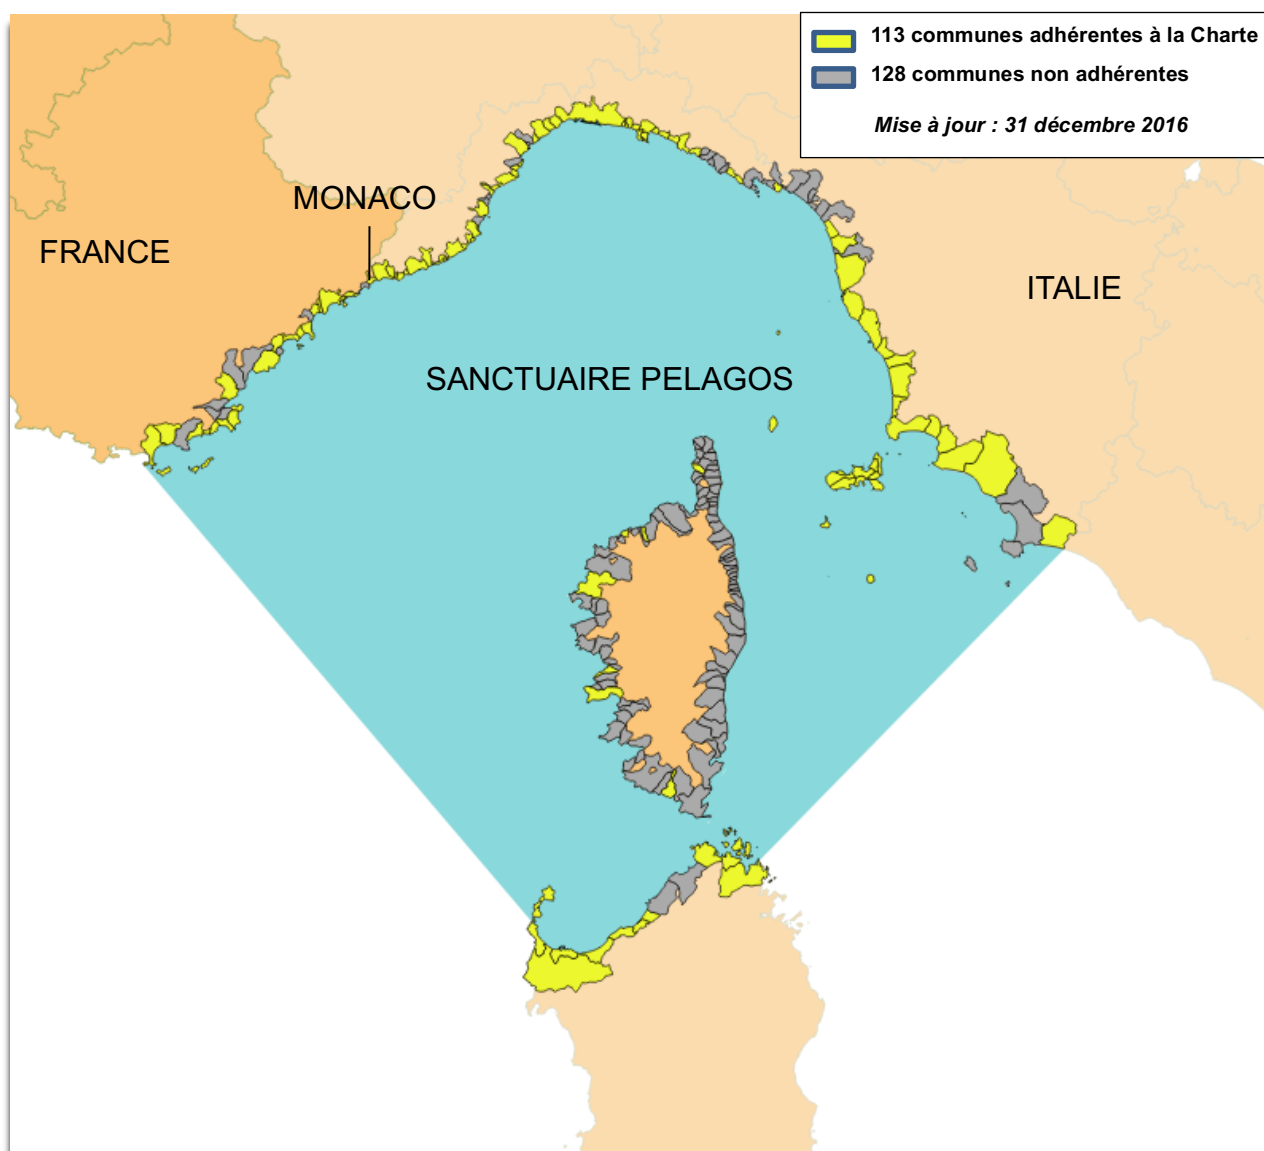 113 communes adhérentes à la Charte
128 communes non adhérentes
Mise à jour : 31 décembre 2016
MONACO
FRANCE
ITALIE
SANCTUAIRE PELAGOS